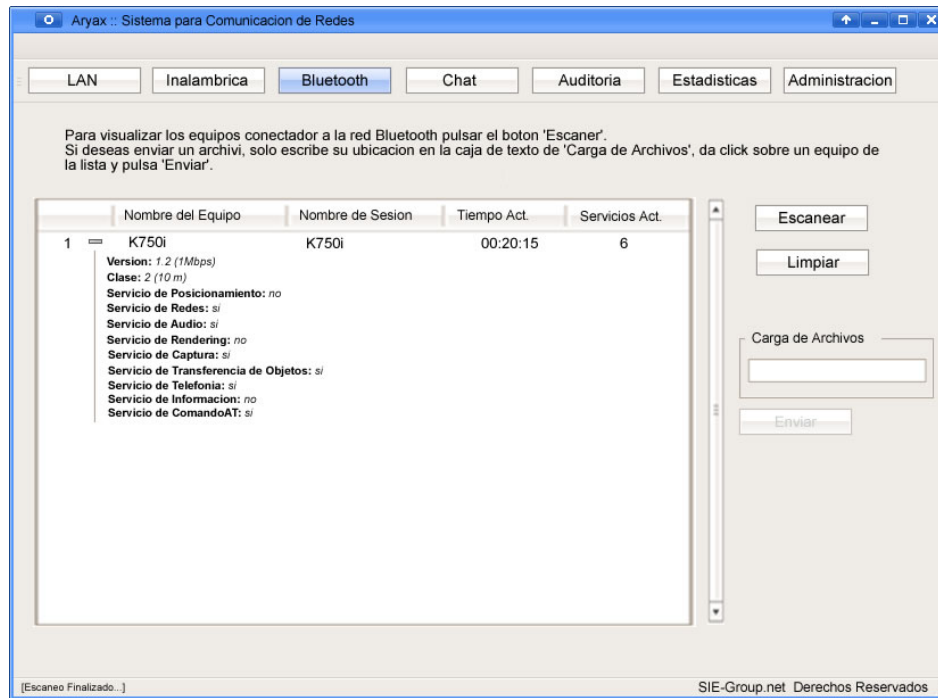 Aryax :: Sistema para Comunicacion de Redes
LAN Inalambrica Bluetooth Chat Auditoria Estadisticas Administracion
Para visualizar los equipos conectador a la red Bluetooth pulsar el boton 'Escaner'.
Si deseas enviar un archivi, solo escribe su ubicacion en la caja de texto de 'Carga de Archivos', da click sobre un equipo de
la lista y pulsa 'Enviar'.
Nombre del Equipo Nombre de Sesion Tiempo Act. Servicios Act.
1 K750i K750i 00:20:15 6
Version: 1.2 (1Mbps)
Clase: 2 (10 m)
Servicio de Posicionamiento: no
Servicio de Redes: si
Servicio de Audio: si
Servicio de Rendering: no
Servicio de Captura: si
Servicio de Transferencia de Objetos: si
Servicio de Telefonia: si
Servicio de Informacion: no
Servicio de ComandoAT: si
Escanear
Limpiar
Carga de Archivos
Enviar
[Escaneo Finalizado...]
SIE-Group.net Derechos Reservados